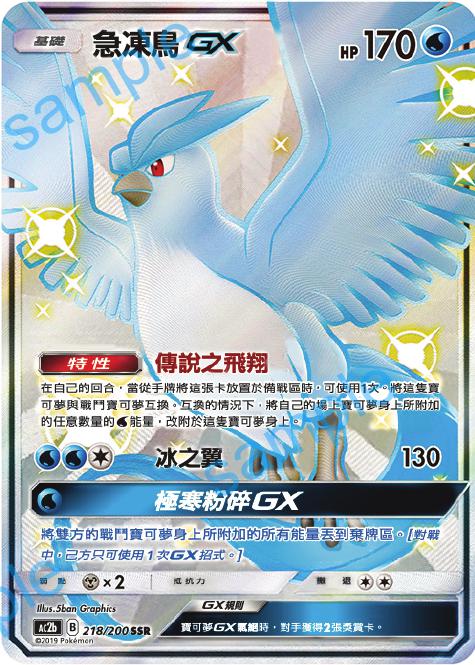 基礎 急凍鳥GX HP170
sample
特性 傳說之飛翔
在自己的回合,當從手牌將這張卡放置於備戰區時,可使用1次。將這隻寶
可夢與戰鬥寶可夢互換。互換的情況下,將自己的場上寶可夢身上所附加
的任意數量的能量,改附於這隻寶可夢身上。
冰之翼 130
極寒粉碎GX
將雙方的戰鬥寶可夢身上所附加的所有能量丟到棄牌區。[對戰
中,己方只可使用1次GX招式。]
弱點 ×2 抵抗力 撤退
Illus.5ban Graphics GX規則
AC2b B 218/200 SSR 寶可夢GX氣絕時,對手獲得2張獎賞卡。
©2019 Pokémon